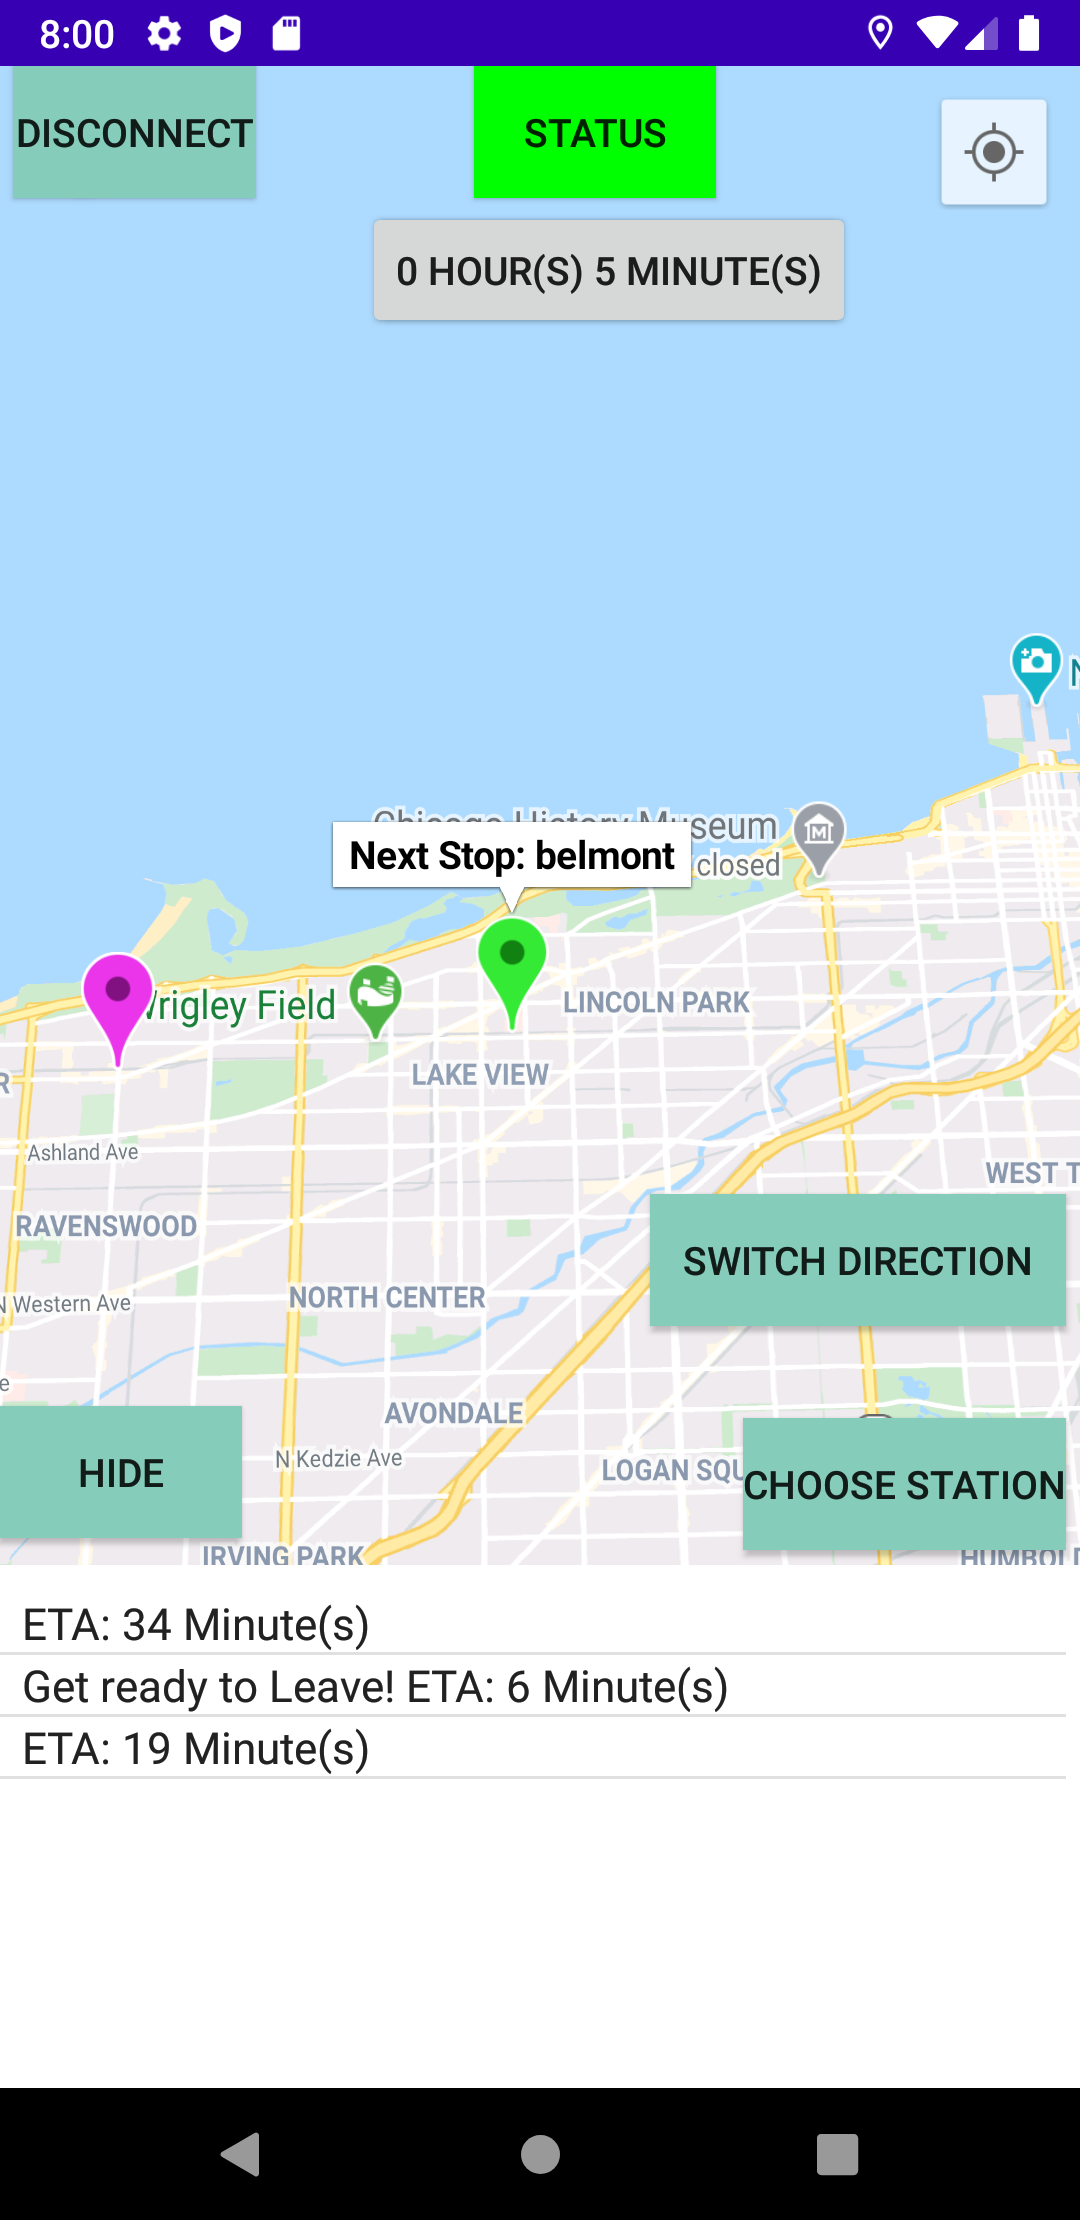 8:00
DISCONNECT
STATUS
0 HOUR(S) 5 MINUTE(S)
Chicago History Museum
closed
Next Stop: belmont
Wrigley Field
LINCOLN PARK
LAKE VIEW
Ashland Ave
WEST T
RAVENSWOOD
SWITCH DIRECTION
NORTH CENTER
N Western Ave
AVONDALE
HIDE
N Kedzie Ave
LOGAN SQU
CHOOSE STATION
IRVING PARK
HUMBOL
ETA: 34 Minute(s)
Get ready to Leave! ETA: 6 Minute(s)
ETA: 19 Minute(s)